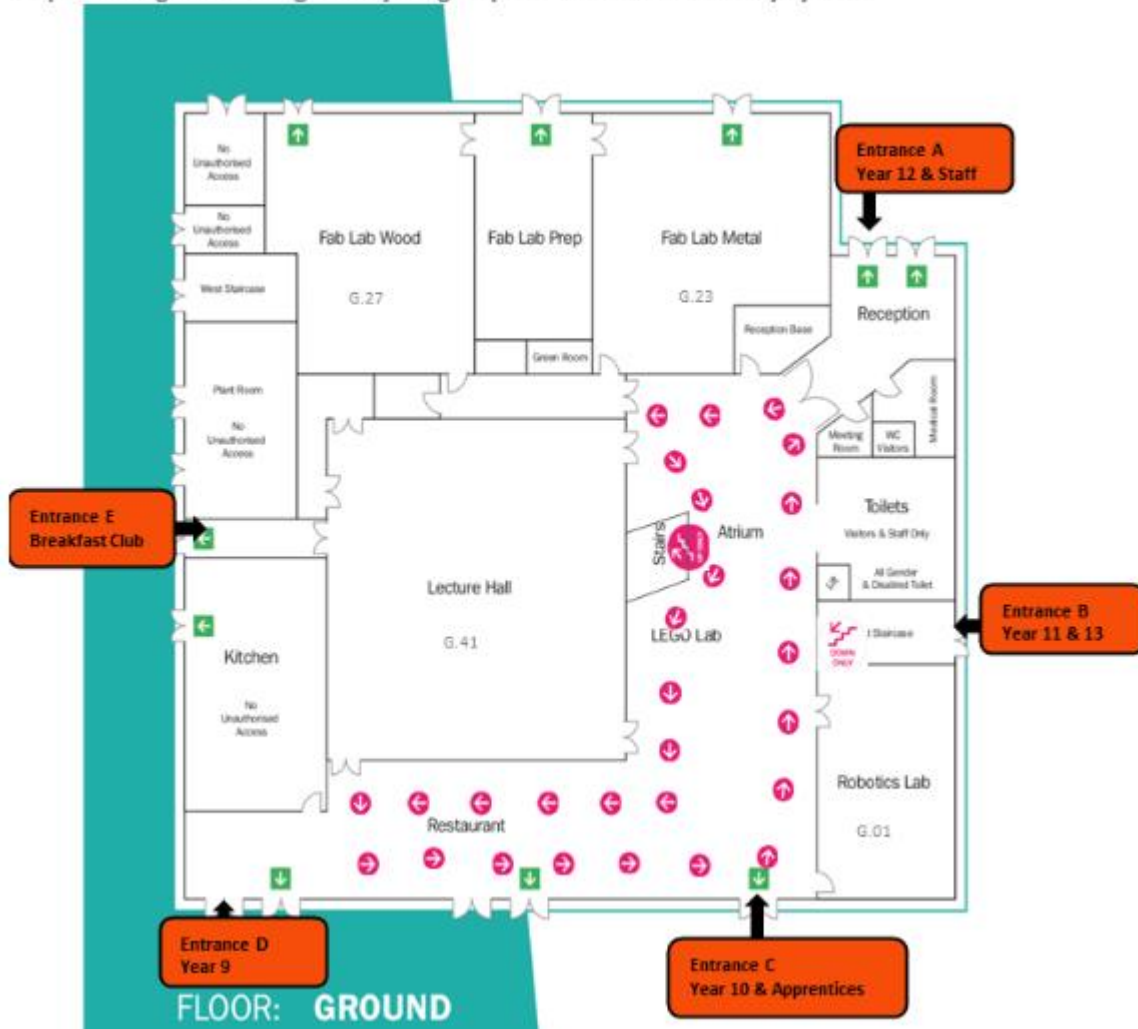 Entrance A
Year 12 & Staff
No
Unauthorised
Access
No
Unauthorised
Access
Fab Lab Wood
G.27
Fab Lab Prep
Fab Lab Metal
G.23
West Staircase
Reception Base
Reception
Green Room
Plant Room
No
Unauthorised
Access
Medical Room
Meeting
Room
WC
Visitors
Entrance E
Breakfast Club
Toilets
Visitors & Staff Only
All Gender
& Disabled Toilet
Stairs
Atrium
Lecture Hall
G.41
LEGO Lab
Staircase
DOWN
ONLY
Entrance B
Year 11 & 13
Kitchen
No
Unauthorised
Access
Robotics Lab
G.01
Restaurant
Entrance D
Year 9
Entrance C
Year 10 & Apprentices
FLOOR: GROUND